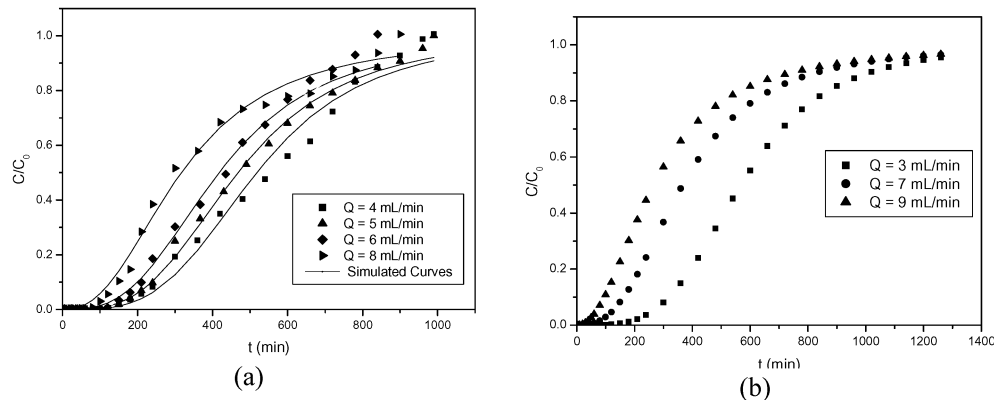 1.0
0.8
0.6
0.4
0.2
0.0
C/C0
0 200 400 600 800 1000
t (min)
Q = 4 mL/min
Q = 5 mL/min
Q = 6 mL/min
Q = 8 mL/min
Simulated Curves
(a)
1.0
0.8
0.6
0.4
0.2
0.0
C/C0
0 200 400 600 800 1000 1200 1400
t (min)
Q = 3 mL/min
Q = 7 mL/min
Q = 9 mL/min
(b)